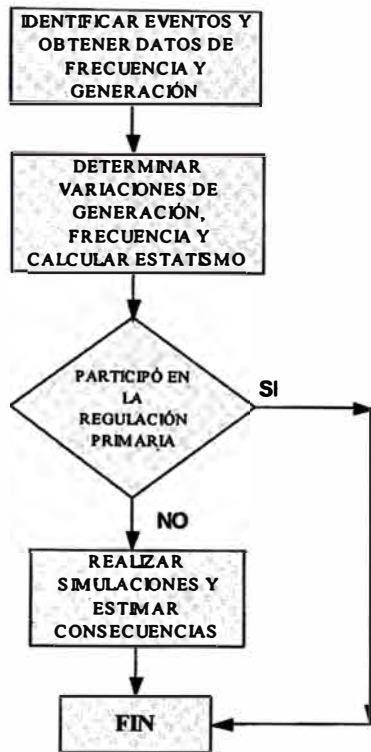 IDENTIFICAR EVENTOS Y
OBTENER DATOS DE
FRECUENCIA Y
GENERACIÓN
DETERMINAR
VARIACIONES DE
GENERACIÓN,
FRECUENCIA Y
CALCULAR ESTATISMO
PARTICIPÓ EN
LA
REGULACIÓN
PRIMARIA
SI
NO
REALIZAR
SIMULACIONES Y
ESTIMAR
CONSECUENCIAS
FIN